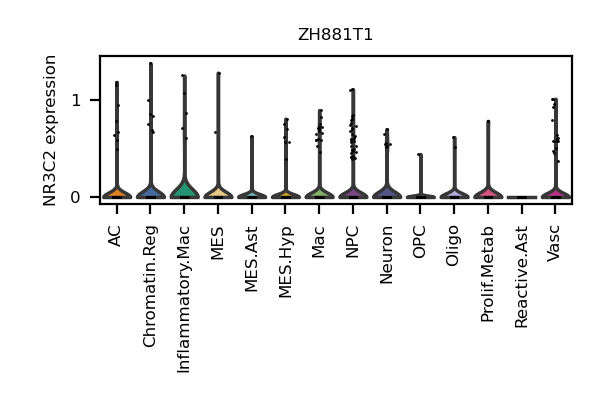 ZH881T1
NR3C2 expression
1
0
AC
Chromatin.Reg
Inflammatory.Mac
MES
MES.Ast
MES.Hyp
Mac
NPC
Neuron
OPC
Oligo
Prolif.Metab
Reactive.Ast
Vasc